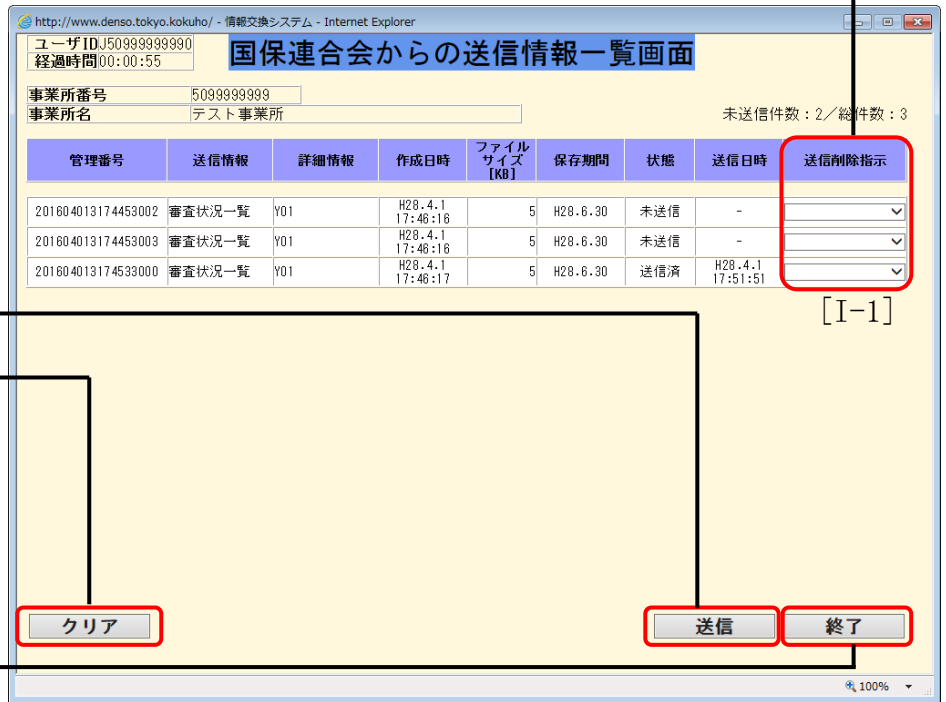 http://www.denso.tokyo.kokuho/ - 情報交換システム - Internet Explorer
ユーザID J50999999990
経過時間 00:00:55
国保連合会からの送信情報一覧画面
事業所番号 5099999999
事業所名 テスト事業所
未送信件数：2／総件数：3
管理番号 送信情報 詳細情報 作成日時 ファイルサイズ[KB] 保存期間 状態 送信日時 送信削除指示
201604013174453002 審査状況一覧 Y01 H28.4.1 17:46:16 5 H28.6.30 未送信 -
201604013174453003 審査状況一覧 Y01 H28.4.1 17:46:16 5 H28.6.30 未送信 -
201604013174533000 審査状況一覧 Y01 H28.4.1 17:46:17 5 H28.6.30 送信済 H28.4.1 17:51:51
[I-1]
クリア 送信 終了
100%